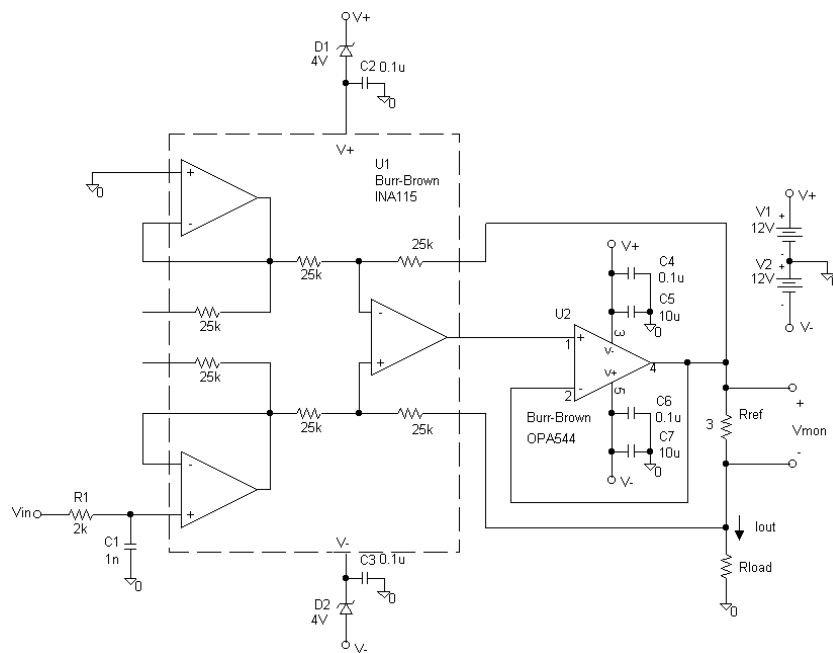 V+
D1
4V
C2 0.1u
0
V+
U1
Burr-Brown
INA115
+
-
0
25k
25k
25k
25k
25k
25k
-
+
-
+
Vin
R1
2k
C1
1n
0
V-
C3 0.1u
0
D2
4V
V-
V+
C4
0.1u
C5
10u
0
U2
3
V-
+
1
-
2
4
V+
5
C6
0.1u
C7
10u
0
V-
Burr-Brown
OPA544
V+
V1
+
12V
-
V2
+
12V
-
0
V-
3
Rref
+
Vmon
-
Iout
Rload
0